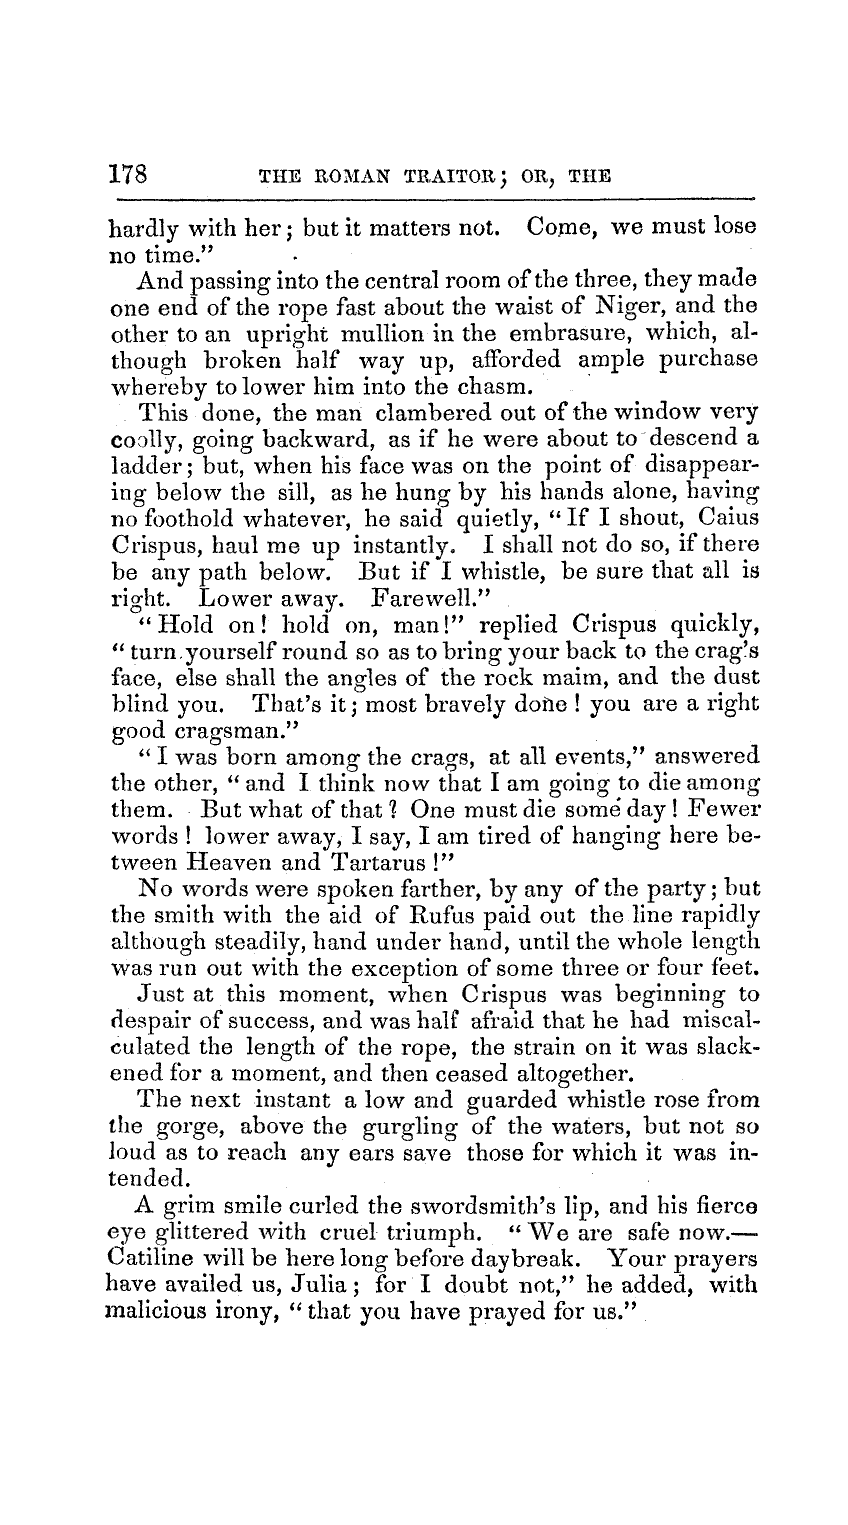 178 THE ROMAN TRAITOR; OR, THE
hardly with her; but it matters not. Come, we must lose
no time."
And passing into the central room of the three, they made
one end of the rope fast about the waist of Niger, and the
other to an upright mullion in the embrasure, which, al-
though broken half way up, afforded ample purchase
whereby to lower him into the chasm.
This done, the man clambered out of the window very
coolly, going backward, as if he were about to descend a
ladder; but, when his face was on the point of disappear-
ing below the sill, as he hung by his hands alone, having
no foothold whatever, he said quietly, "If I shout, Caius
Crispus, haul me up instantly. I shall not do so, if there
be any path below. But if I whistle, be sure that all is
right. Lower away. Farewell."
"Hold on! hold on, man!" replied Crispus quickly,
"turn yourself round so as to bring your back to the crag's
face, else shall the angles of the rock maim, and the dust
blind you. That's it; most bravely done! you are a right
good cragsman."
"I was born among the crags, at all events," answered
the other, "and I think now that I am going to die among
them. But what of that? One must die some day! Fewer
words! lower away, I say, I am tired of hanging here be-
tween Heaven and Tartarus!"
No words were spoken farther, by any of the party; but
the smith with the aid of Rufus paid out the line rapidly
although steadily, hand under hand, until the whole length
was run out with the exception of some three or four feet.
Just at this moment, when Crispus was beginning to
despair of success, and was half afraid that he had miscal-
culated the length of the rope, the strain on it was slack-
ened for a moment, and then ceased altogether.
The next instant a low and guarded whistle rose from
the gorge, above the gurgling of the waters, but not so
loud as to reach any ears save those for which it was in-
tended.
A grim smile curled the swordsmith's lip, and his fierce
eye glittered with cruel triumph. "We are safe now.—
Catiline will be here long before daybreak. Your prayers
have availed us, Julia; for I doubt not," he added, with
malicious irony, "that you have prayed for us."